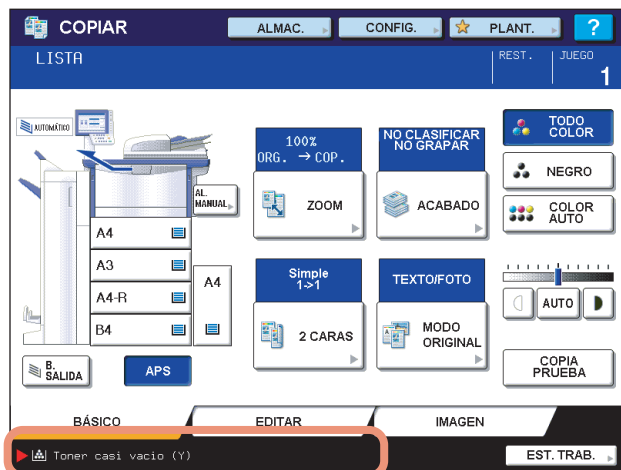 COPIAR
ALMAC.
CONFIG.
PLANT.
?
LISTA
REST.
JUEGO
1
AUTOMÁTICO
AL.
MANUAL
A4
A3
A4-R
B4
A4
B.
SALIDA
APS
100%
ORG. → COP.
ZOOM
NO CLASIFICAR
NO GRAPAR
ACABADO
Simple
1->1
2 CARAS
TEXTO/FOTO
MODO
ORIGINAL
TODO
COLOR
NEGRO
COLOR
AUTO
AUTO
COPIA
PRUEBA
BÁSICO
EDITAR
IMAGEN
Toner casi vacio (Y)
EST. TRAB.